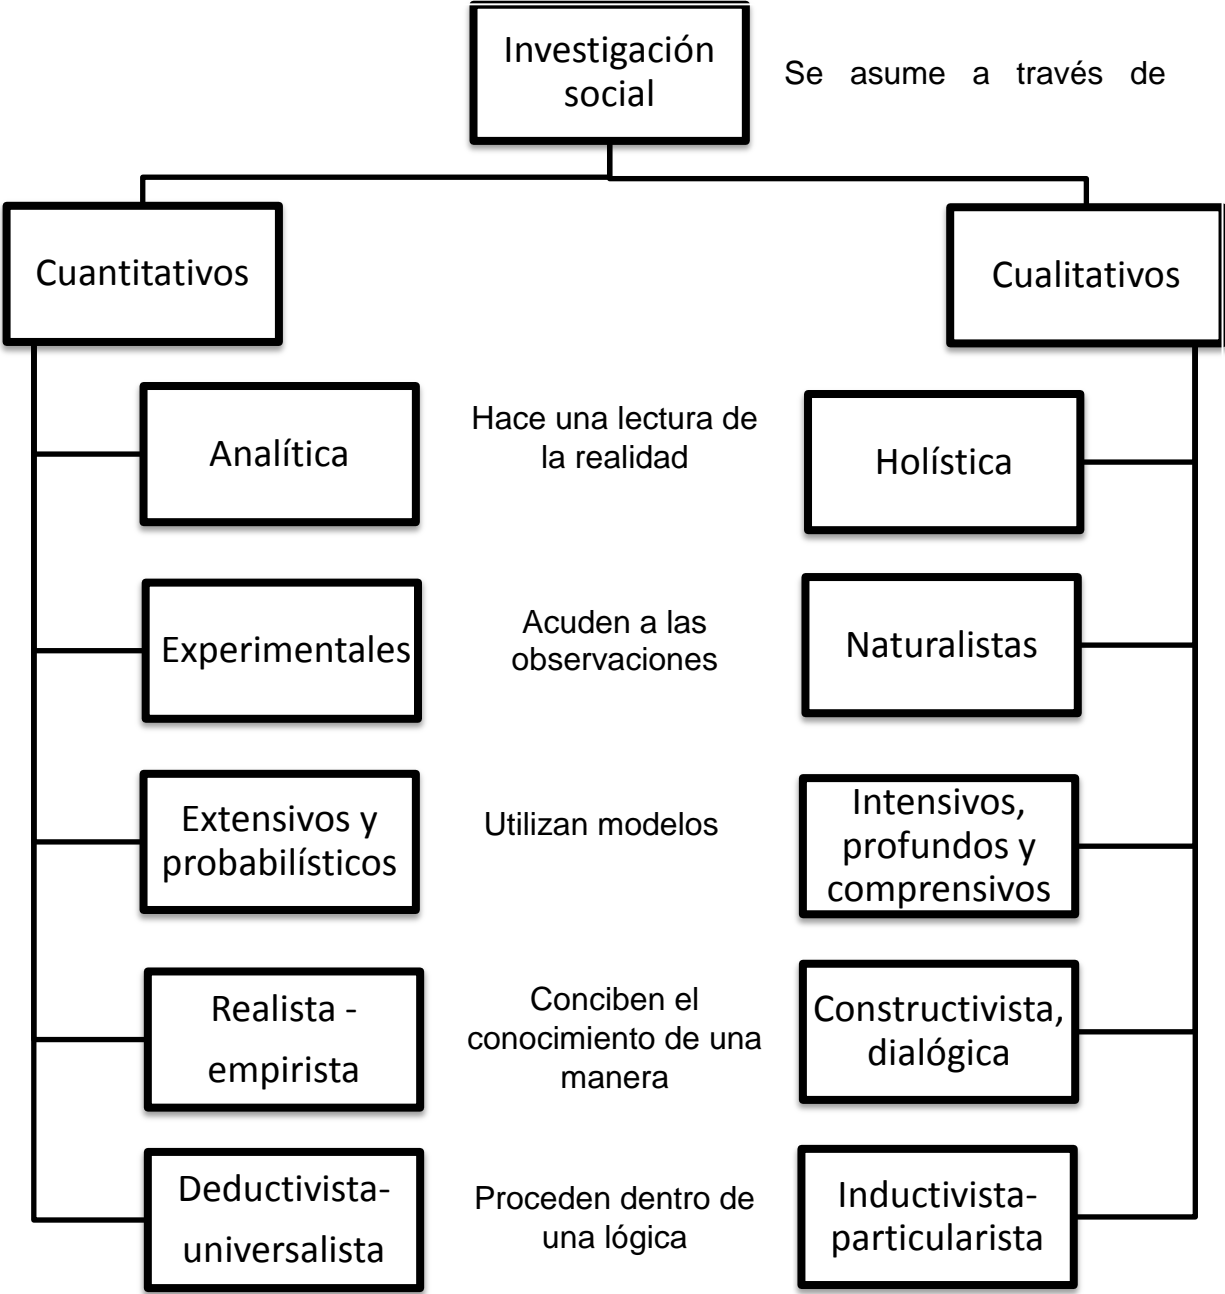 Investigación
social
Se asume a través de
Cuantitativos
Cualitativos
Analítica
Hace una lectura de
la realidad
Holística
Experimentales
Acuden a las
observaciones
Naturalistas
Extensivos y
probabilísticos
Utilizan modelos
Intensivos,
profundos y
comprensivos
Realista -
empirista
Conciben el
conocimiento de una
manera
Constructivista,
dialógica
Deductivista-
universalista
Proceden dentro de
una lógica
Inductivista-
particularista